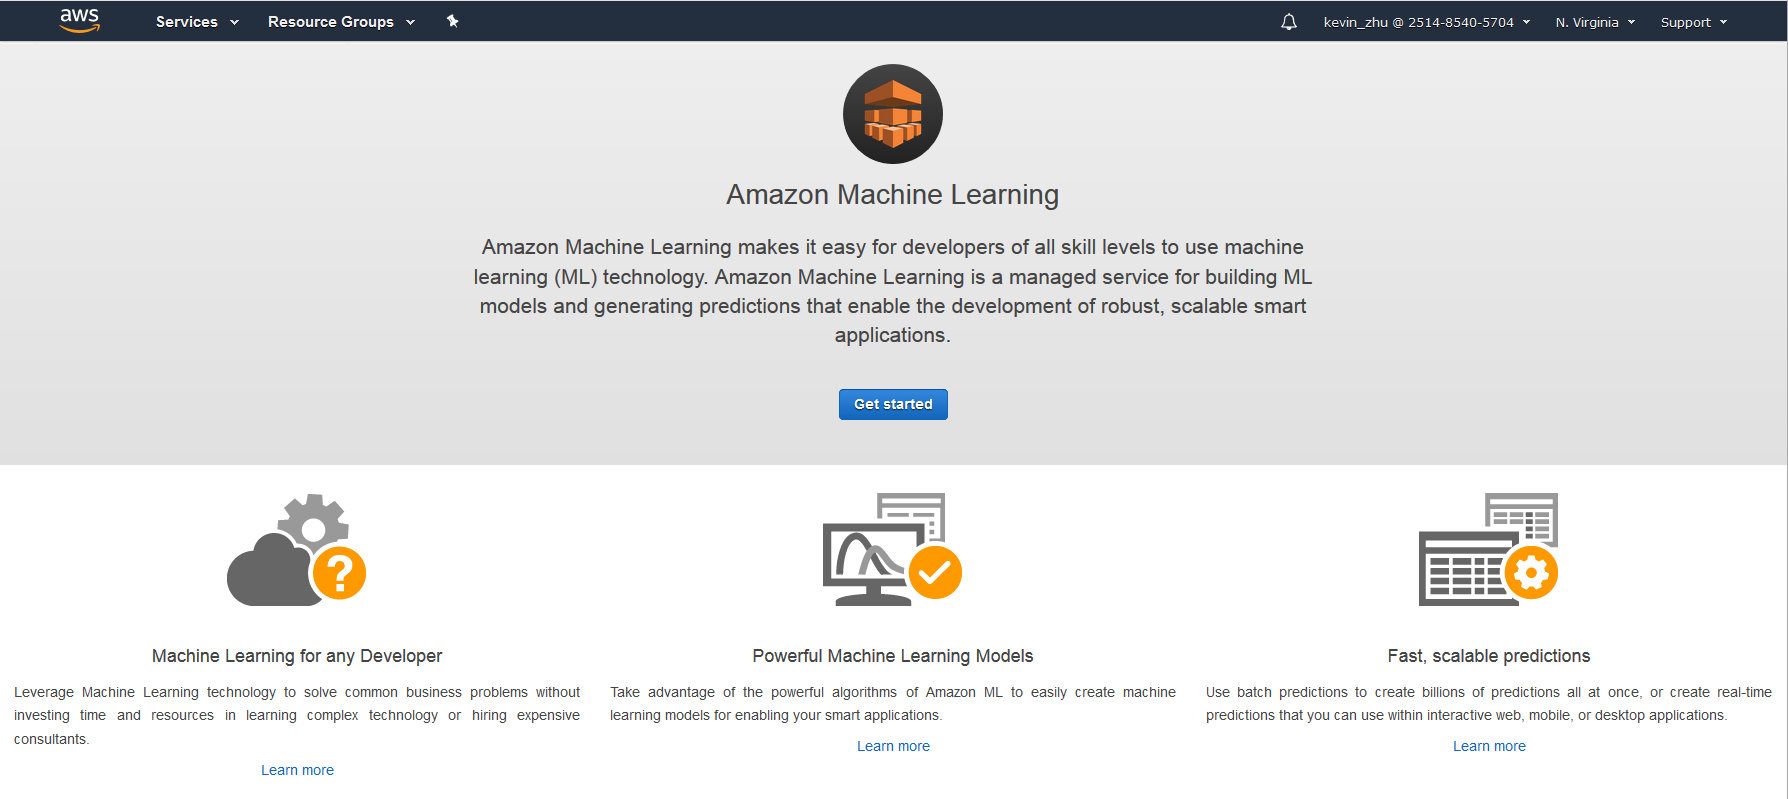 aws Services Resource Groups kevin_zhu @ 2514-8540-5704 N. Virginia Support
Amazon Machine Learning
Amazon Machine Learning makes it easy for developers of all skill levels to use machine
learning (ML) technology. Amazon Machine Learning is a managed service for building ML
models and generating predictions that enable the development of robust, scalable smart
applications.
Get started
Machine Learning for any Developer
Leverage Machine Learning technology to solve common business problems without
investing time and resources in learning complex technology or hiring expensive
consultants.
Learn more
Powerful Machine Learning Models
Take advantage of the powerful algorithms of Amazon ML to easily create machine
learning models for enabling your smart applications.
Learn more
Fast, scalable predictions
Use batch predictions to create billions of predictions all at once, or create real-time
predictions that you can use within interactive web, mobile, or desktop applications.
Learn more